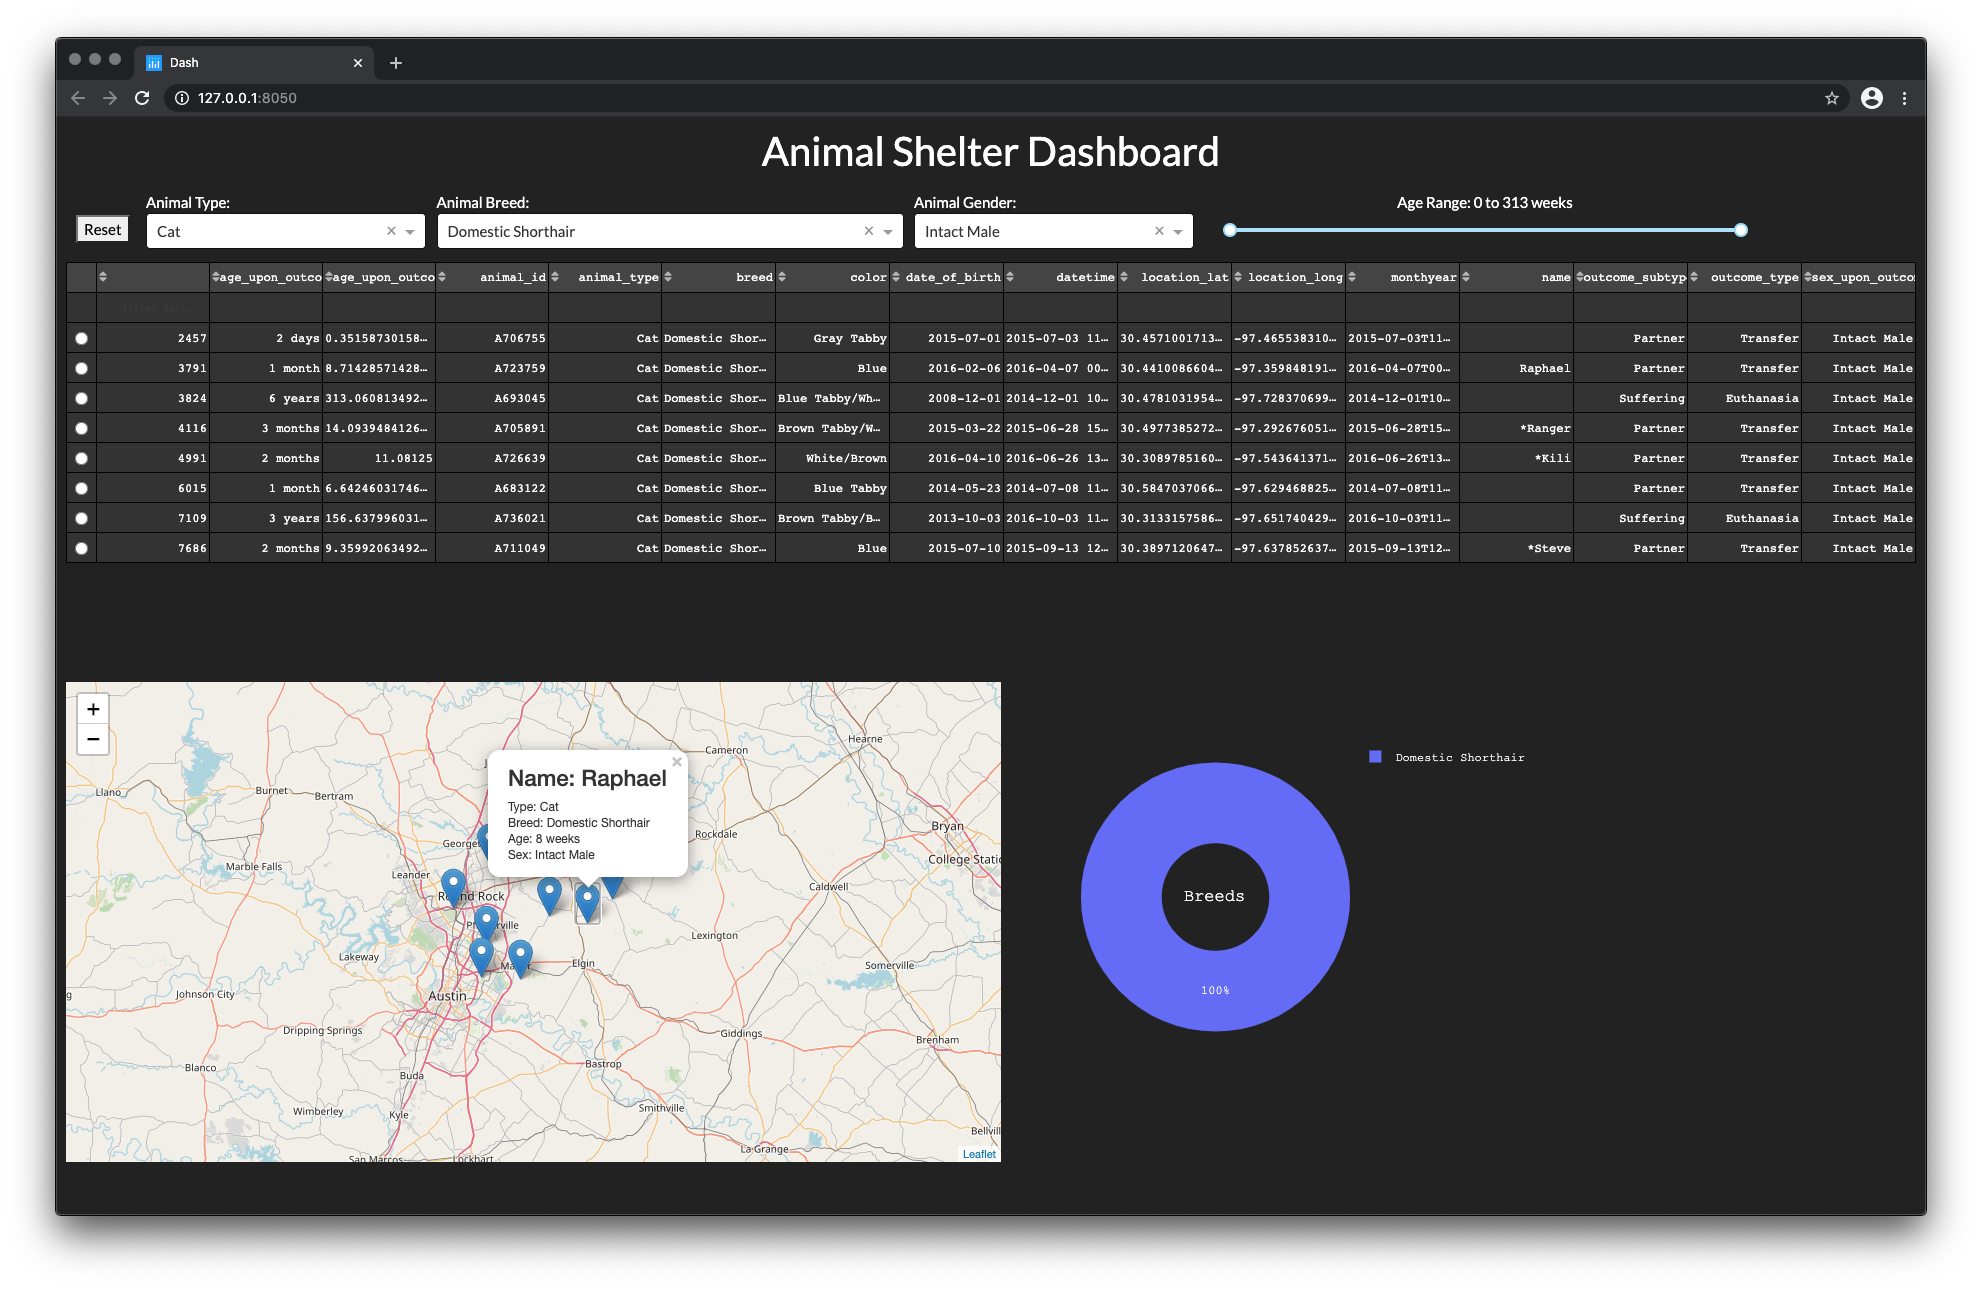 Dash
127.0.0.1:8050
Animal Shelter Dashboard
Reset
Animal Type:
Cat
Animal Breed:
Domestic Shorthair
Animal Gender:
Intact Male
Age Range: 0 to 313 weeks
age_upon_outco age_upon_outco animal_id animal_type breed color date_of_birth datetime location_lat location_long monthyear name outcome_subtyp outcome_type sex_upon_outco
filter data...
2457 2 days 0.35158730158… A706755 Cat Domestic Shor… Gray Tabby 2015-07-01 2015-07-03 11… 30.4571001713… -97.465538310… 2015-07-03T11… Partner Transfer Intact Male
3791 1 month 8.71428571428… A723759 Cat Domestic Shor… Blue 2016-02-06 2016-04-07 00… 30.4410086604… -97.359848191… 2016-04-07T00… Raphael Partner Transfer Intact Male
3824 6 years 313.060813492… A693045 Cat Domestic Shor… Blue Tabby/Wh… 2008-12-01 2014-12-01 10… 30.4781031954… -97.728370699… 2014-12-01T10… Suffering Euthanasia Intact Male
4116 3 months 14.0939484126… A705891 Cat Domestic Shor… Brown Tabby/W… 2015-03-22 2015-06-28 15… 30.4977385272… -97.292676051… 2015-06-28T15… *Ranger Partner Transfer Intact Male
4991 2 months 11.08125 A726639 Cat Domestic Shor… White/Brown 2016-04-10 2016-06-26 13… 30.3089785160… -97.543641371… 2016-06-26T13… *Kili Partner Transfer Intact Male
6015 1 month 6.64246031746… A683122 Cat Domestic Shor… Blue Tabby 2014-05-23 2014-07-08 11… 30.5847037066… -97.629468825… 2014-07-08T11… Partner Transfer Intact Male
7109 3 years 156.637996031… A736021 Cat Domestic Shor… Brown Tabby/B… 2013-10-03 2016-10-03 11… 30.3133157586… -97.651740429… 2016-10-03T11… Suffering Euthanasia Intact Male
7686 2 months 9.35992063492… A711049 Cat Domestic Shor… Blue 2015-07-10 2015-09-13 12… 30.3897120647… -97.637852637… 2015-09-13T12… *Steve Partner Transfer Intact Male
+
−
Name: Raphael
Type: Cat
Breed: Domestic Shorthair
Age: 8 weeks
Sex: Intact Male
Hearne
Cameron
Llano
Burnet
Bertram
Rockdale
Bryan
George
College Static
Marble Falls
Leander
Caldwell
Round Rock
Lexington
Lakeway
Elgin
Somerville
Johnson City
Austin
Dripping Springs
Giddings
Brenham
Blanco
Bastrop
Buda
Smithville
Wimberley
Kyle
Bellvil
La Grange
San Marcos
Lockhart
Leaflet
Domestic Shorthair
Breeds
100%